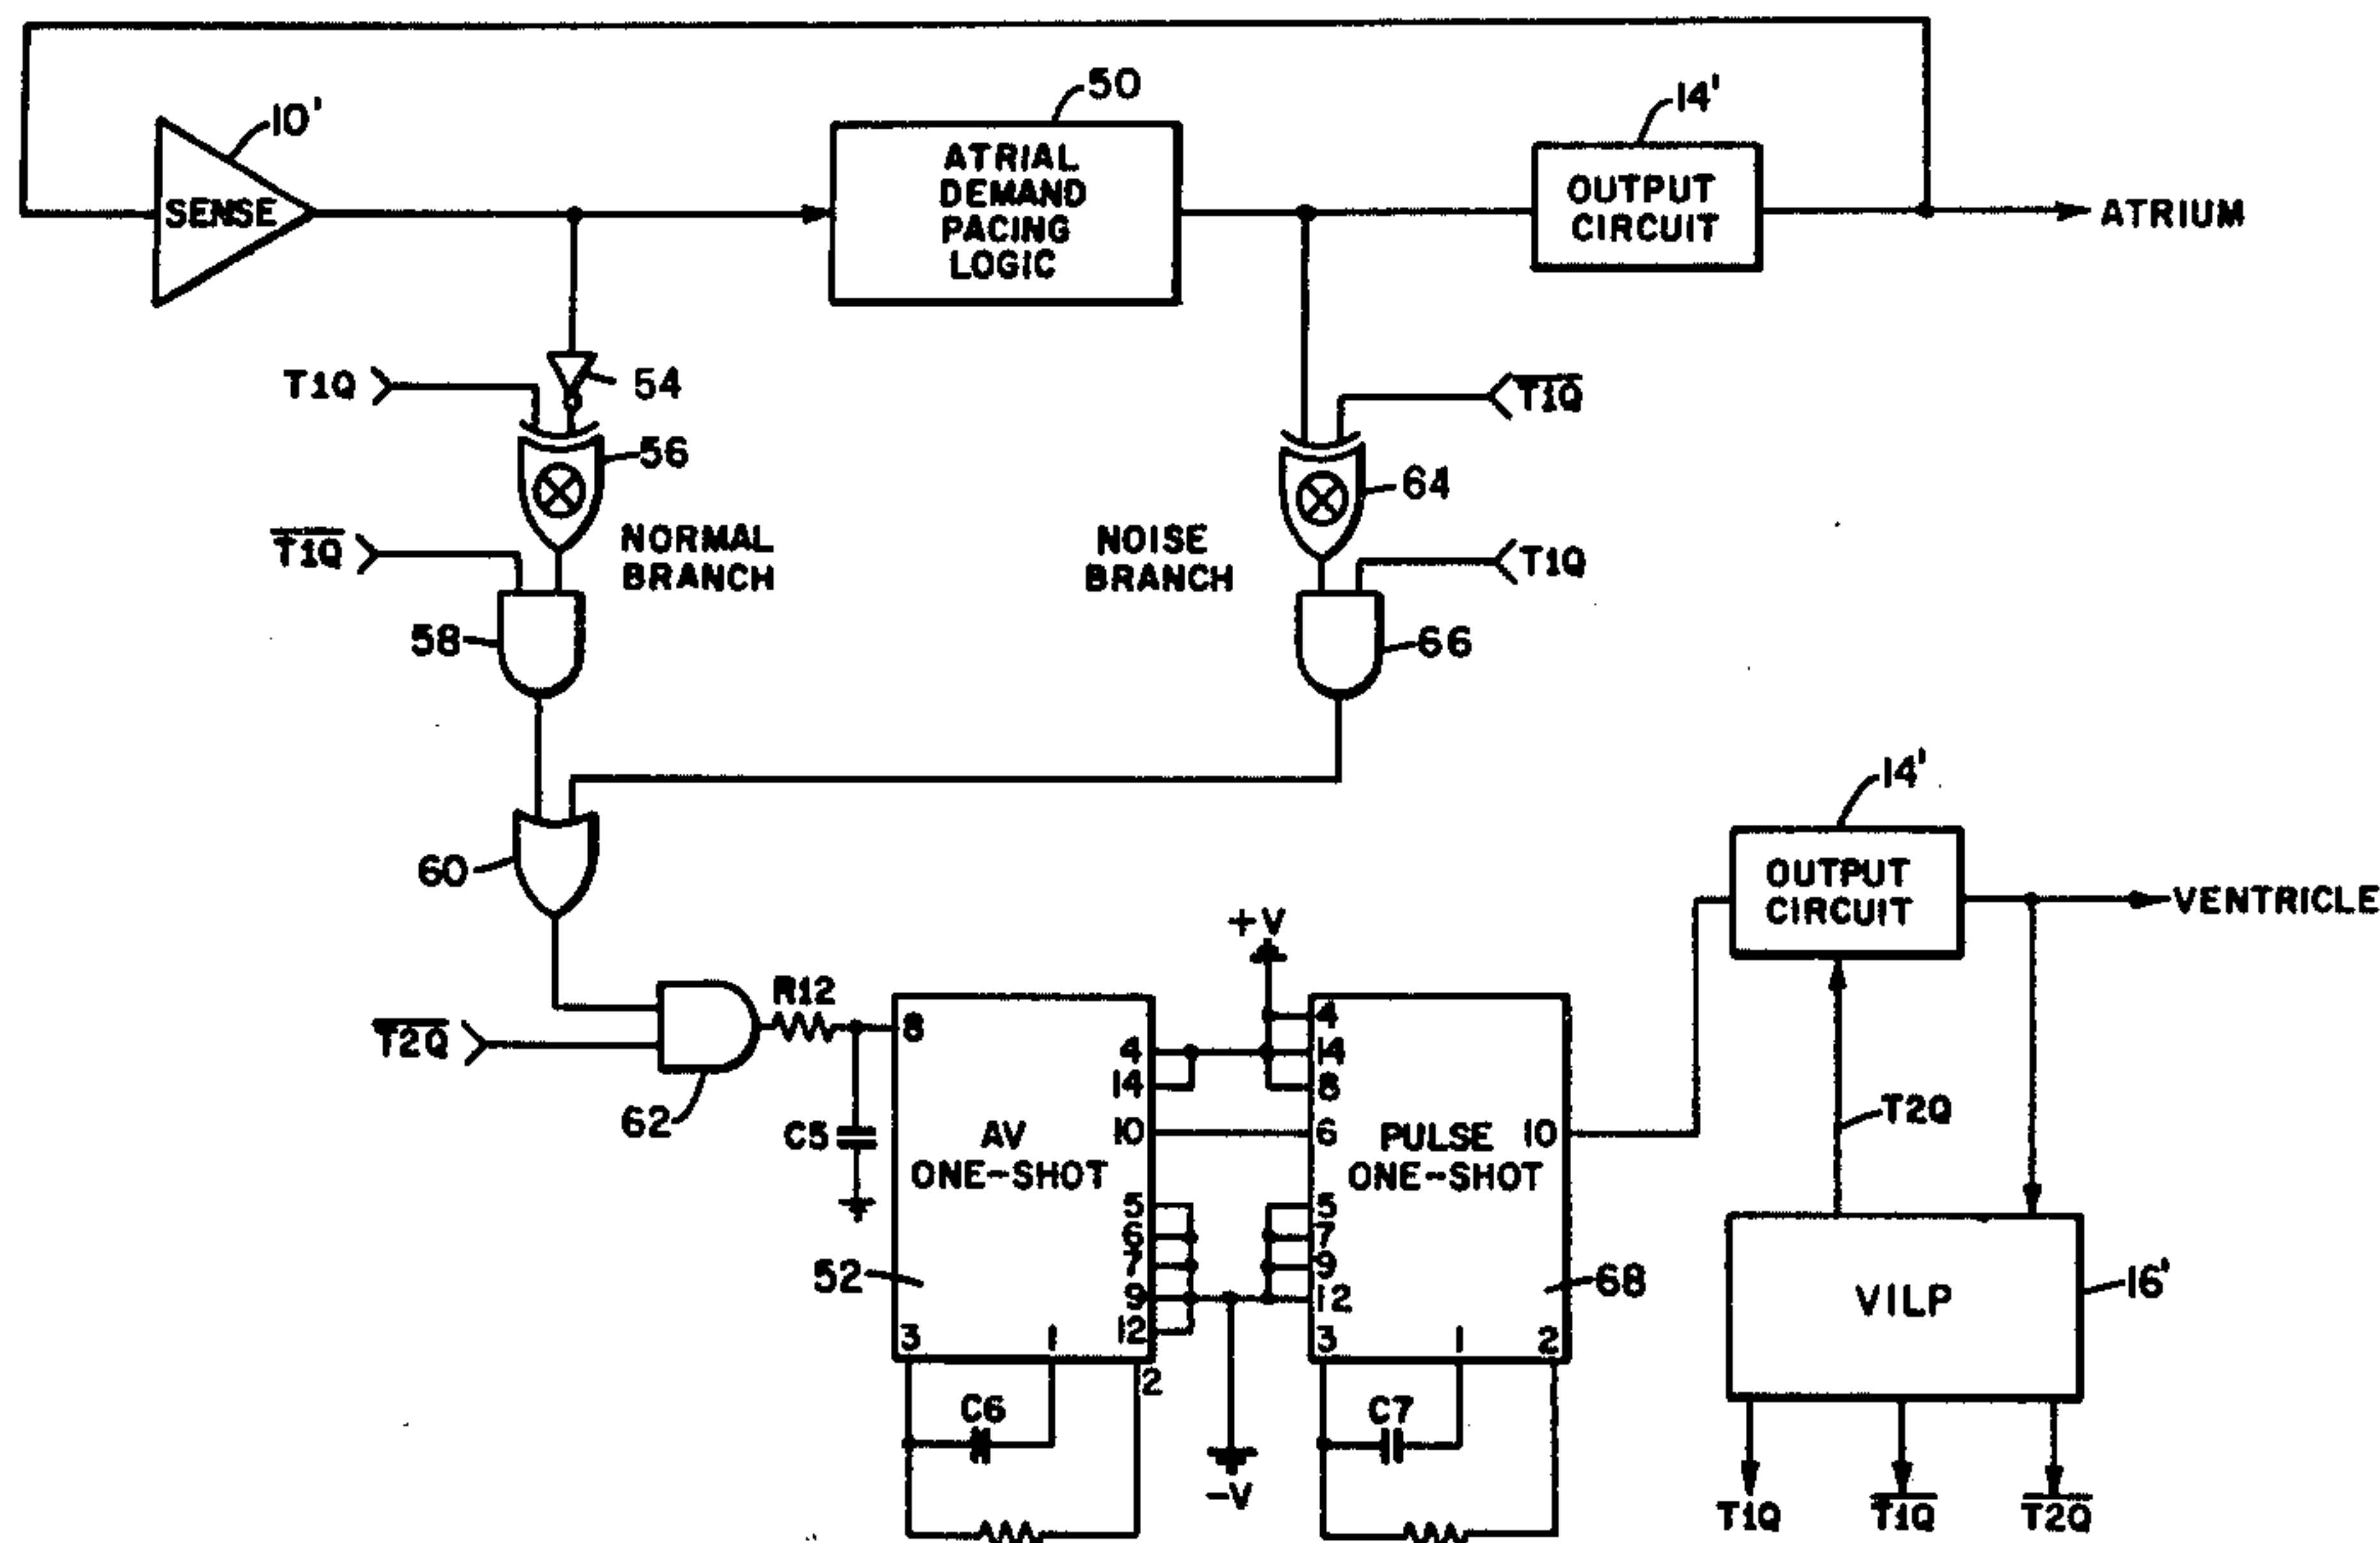 50
14'
10'
SENSE
ATRIAL
DEMAND
PACING
LOGIC
OUTPUT
CIRCUIT
ATRIUM
T1Q
54
T1Q
56
64
T1Q
NORMAL
BRANCH
NOISE
BRANCH
T1Q
58
66
14'
60
OUTPUT
CIRCUIT
VENTRICLE
+V
R12
T2Q
62
8
4
14
10
5
6
7
9
12
3
1
2
AV
ONE-SHOT
52
C5
C6
4
14
8
6
5
7
9
12
3
1
2
10
PULSE
ONE-SHOT
68
C7
-V
T2Q
VILP
16'
T1Q
T1Q
T2Q